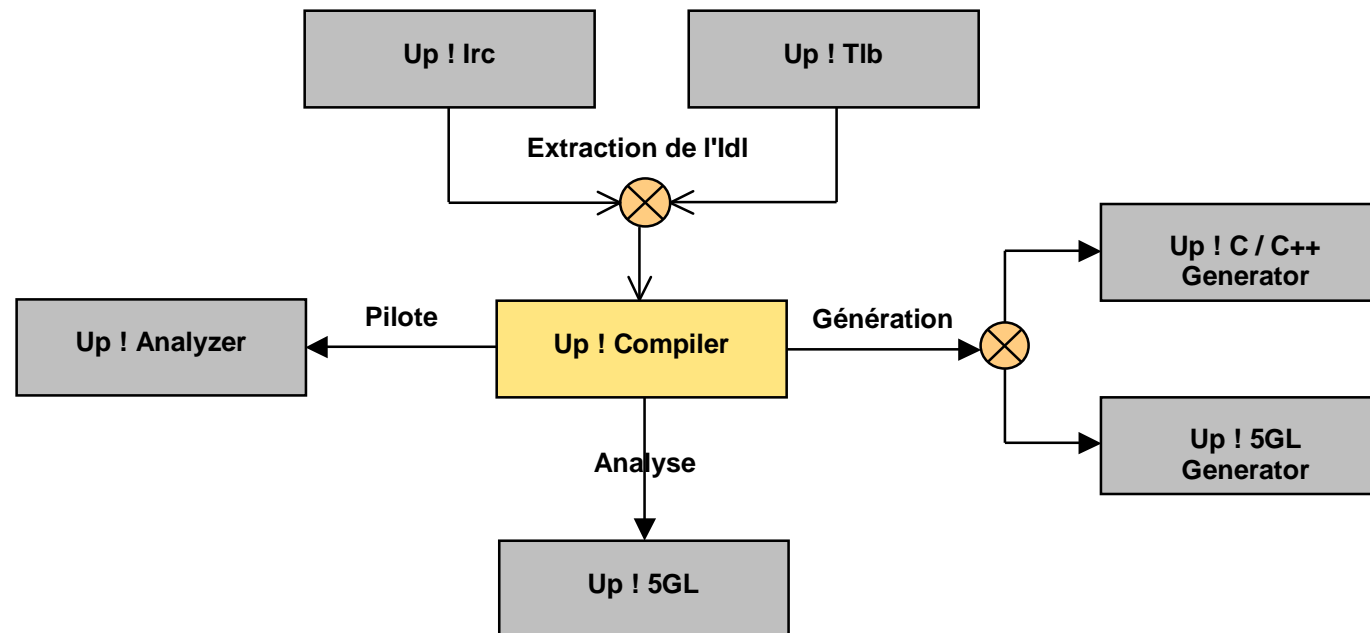 Up ! Irc
Up ! Tlb
Extraction de l'Idl
Up ! C / C++
Generator
Pilote
Génération
Up ! Analyzer
Up ! Compiler
Up ! 5GL
Generator
Analyse
Up ! 5GL